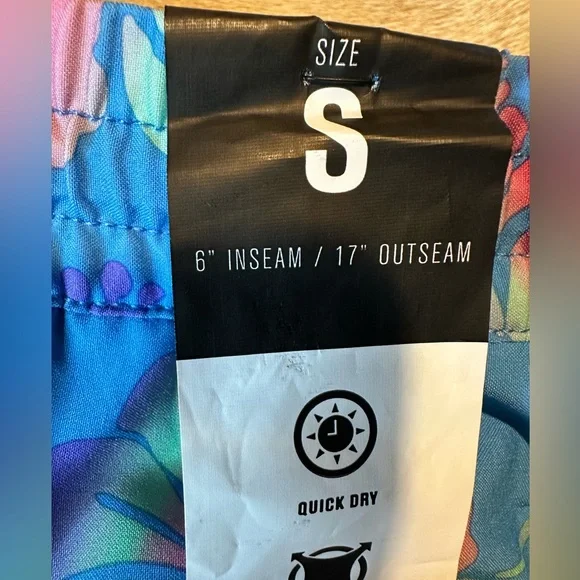 SIZE
S
6" INSEAM / 17" OUTSEAM
QUICK DRY